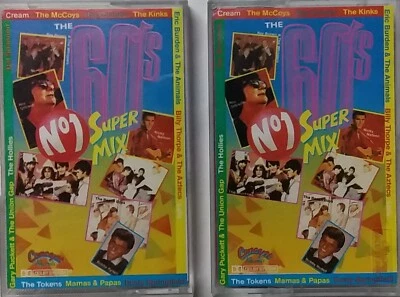 Cream The McCoys The Kinks
THE
60's
Nº1
SUPER
MIX
Eric Burdon & The Animals Billy Thorpe & The Aztecs
Gary Puckett & The Union Gap The Hollies
The Tokens Mamas & Papas
Cream The McCoys The Kinks
THE
60's
Nº1
SUPER
MIX
Eric Burdon & The Animals Billy Thorpe & The Aztecs
Gary Puckett & The Union Gap The Hollies
The Tokens Mamas & Papas